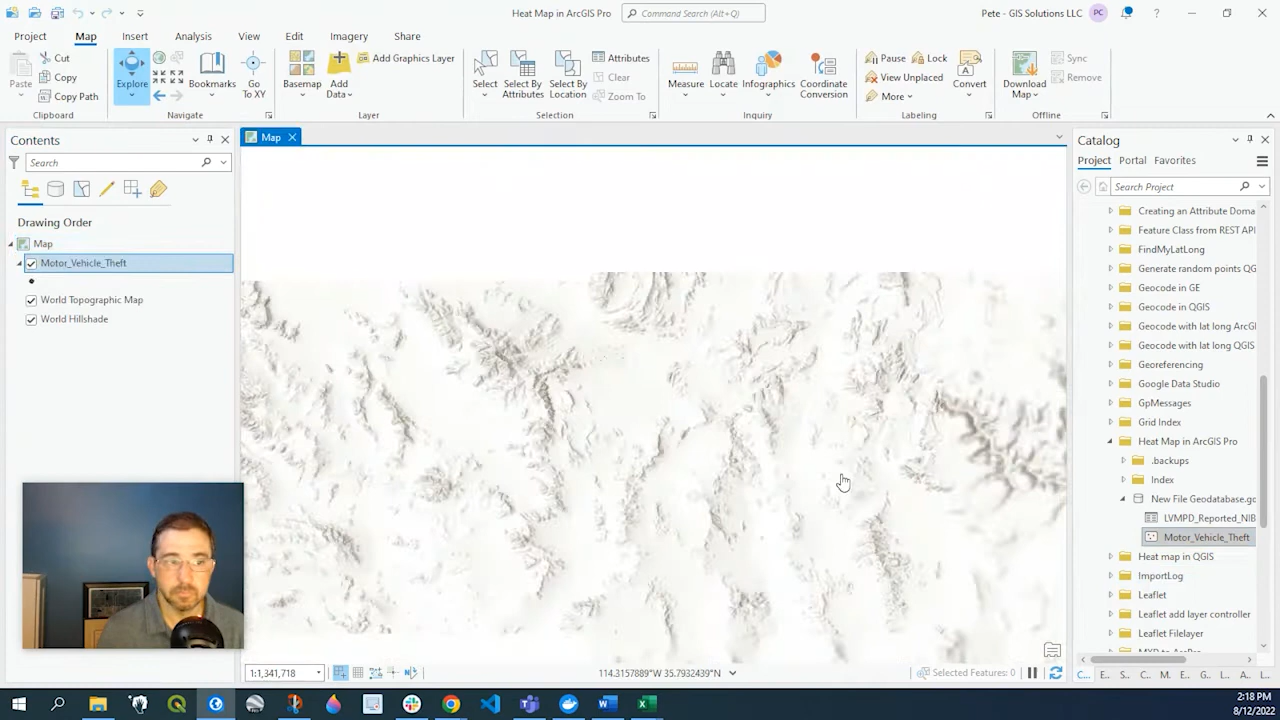 Heat Map in ArcGIS Pro
Command Search (Alt+Q)
Pete - GIS Solutions LLC
PC
?
Project
Map
Insert
Analysis
View
Edit
Imagery
Share
Paste
Cut
Copy
Copy Path
Clipboard
Explore
Bookmarks
Go To XY
Navigate
Basemap
Add Data
Add Graphics Layer
Layer
Select
Select By Attributes
Select By Location
Attributes
Clear
Zoom To
Selection
Measure
Locate
Infographics
Coordinate Conversion
Inquiry
Pause
Lock
View Unplaced
More
Convert
Labeling
Download Map
Sync
Remove
Offline
Contents
Search
Drawing Order
Map
Motor_Vehicle_Theft
World Topographic Map
World Hillshade
Map
1:1,341,718
114.3157889°W 35.7932439°N
Selected Features: 0
Catalog
Project
Portal
Favorites
Search Project
Creating an Attribute Doma
Feature Class from REST API
FindMyLatLong
Generate random points QG
Geocode in GE
Geocode in QGIS
Geocode with lat long ArcGI
Geocode with lat long QGIS
Georeferencing
Google Data Studio
GpMessages
Grid Index
Heat Map in ArcGIS Pro
.backups
Index
New File Geodatabase.gd
LVMPD_Reported_NIB
Motor_Vehicle_Theft
Heat map in QGIS
ImportLog
Leaflet
Leaflet add layer controller
Leaflet Filelayer
C...
E...
S...
C...
M...
E...
G...
L...
A...
L...
2:18 PM
8/12/2022